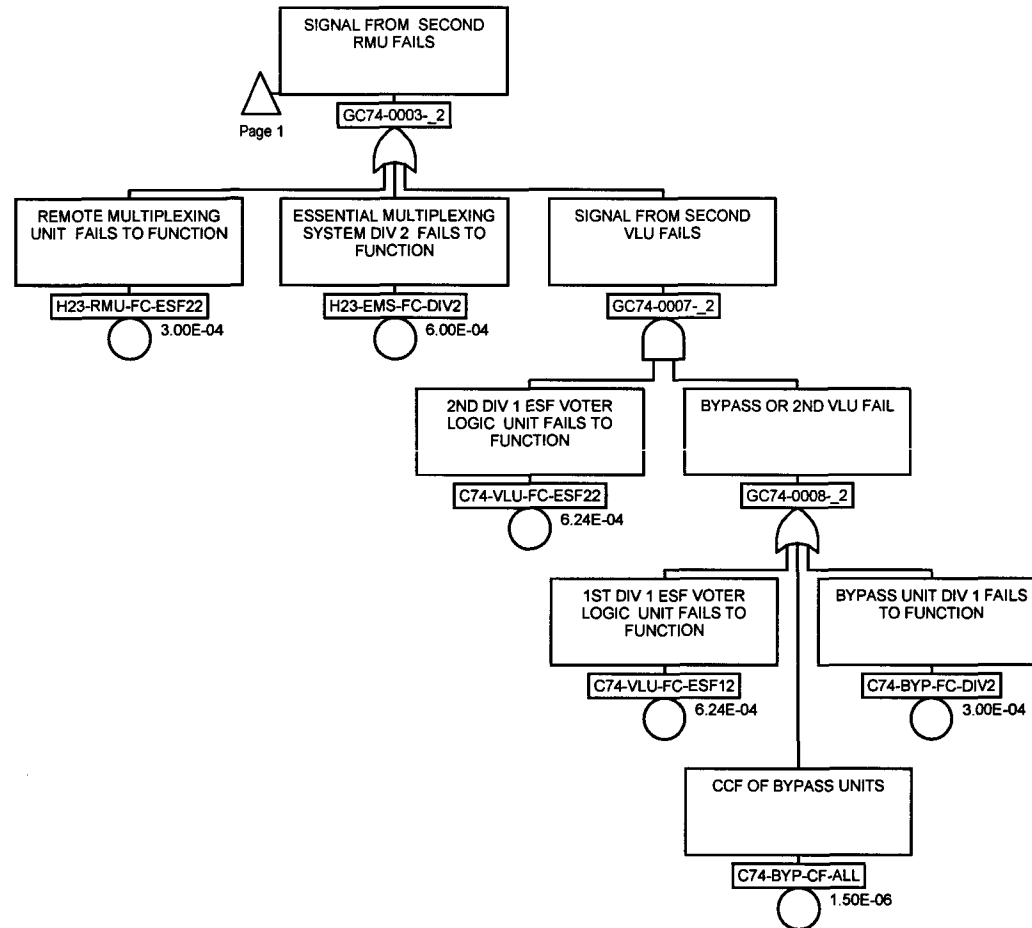 SIGNAL FROM SECOND
RMU FAILS
Page 1
GC74-0003-_2
REMOTE MULTIPLEXING
UNIT FAILS TO FUNCTION
H23-RMU-FC-ESF22
3.00E-04
ESSENTIAL MULTIPLEXING
SYSTEM DIV 2 FAILS TO
FUNCTION
H23-EMS-FC-DIV2
6.00E-04
SIGNAL FROM SECOND
VLU FAILS
GC74-0007-_2
2ND DIV 1 ESF VOTER
LOGIC UNIT FAILS TO
FUNCTION
C74-VLU-FC-ESF22
6.24E-04
BYPASS OR 2ND VLU FAIL
GC74-0008-_2
1ST DIV 1 ESF VOTER
LOGIC UNIT FAILS TO
FUNCTION
C74-VLU-FC-ESF12
6.24E-04
BYPASS UNIT DIV 1 FAILS
TO FUNCTION
C74-BYP-FC-DIV2
3.00E-04
CCF OF BYPASS UNITS
C74-BYP-CF-ALL
1.50E-06